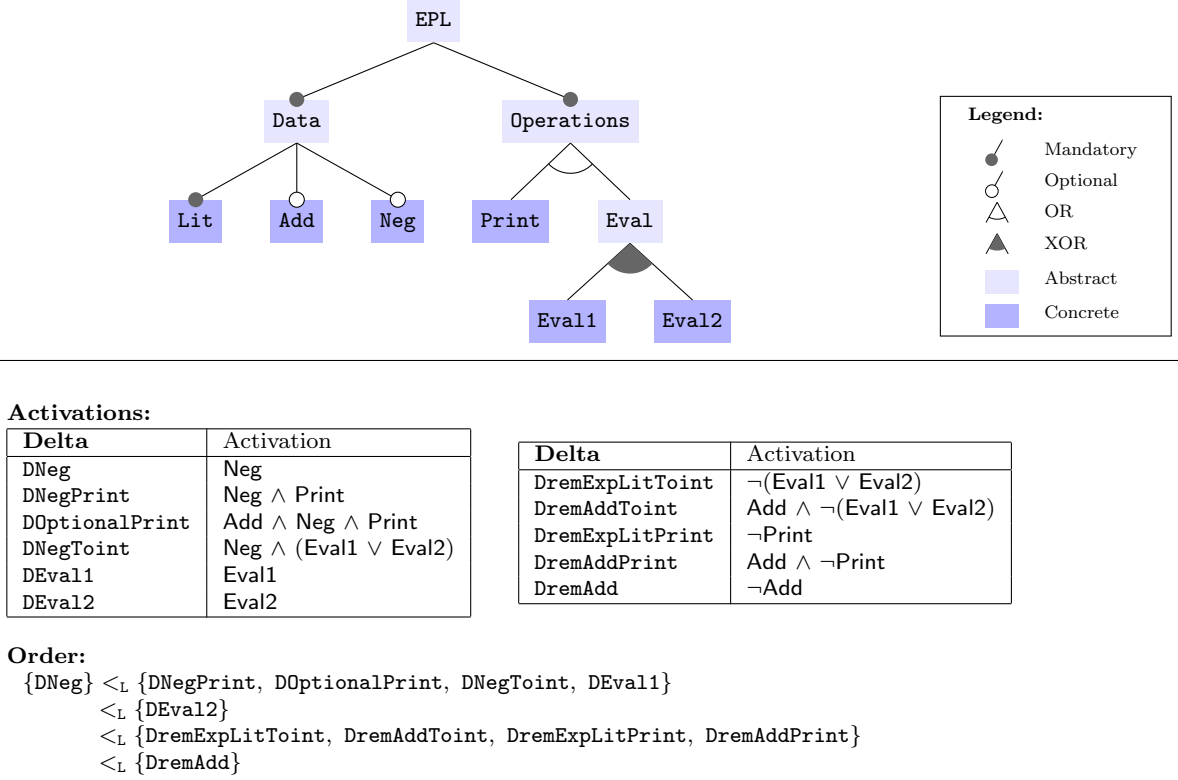 EPL
Data
Operations
Legend:
Mandatory
Optional
OR
XOR
Abstract
Concrete
Lit
Add
Neg
Print
Eval
Eval1
Eval2
Activations:
Delta Activation
DNeg Neg
DNegPrint Neg ∧ Print
DOptionalPrint Add ∧ Neg ∧ Print
DNegToint Neg ∧ (Eval1 ∨ Eval2)
DEval1 Eval1
DEval2 Eval2
Delta Activation
DremExpLitToint ¬(Eval1 ∨ Eval2)
DremAddToint Add ∧ ¬(Eval1 ∨ Eval2)
DremExpLitPrint ¬Print
DremAddPrint Add ∧ ¬Print
DremAdd ¬Add
Order:
{DNeg} <L {DNegPrint, DOptionalPrint, DNegToint, DEval1}
<L {DEval2}
<L {DremExpLitToint, DremAddToint, DremExpLitPrint, DremAddPrint}
<L {DremAdd}